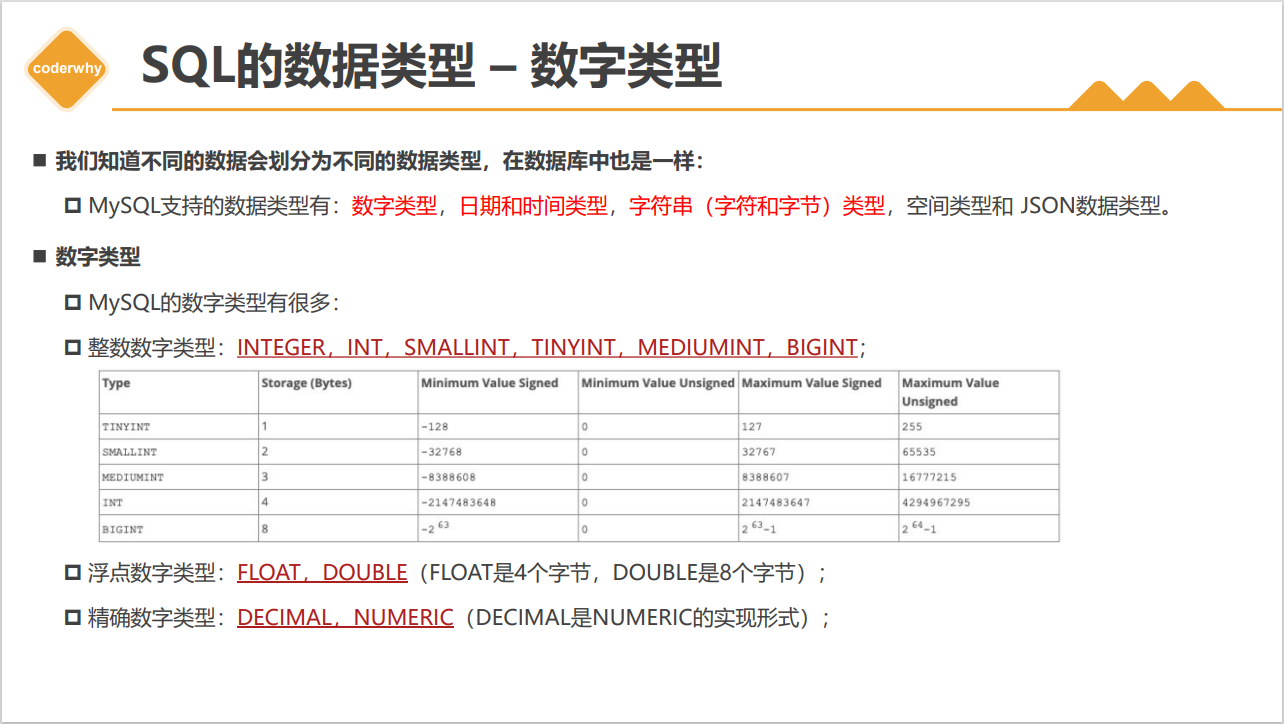 coderwhy
SQL的数据类型 – 数字类型
我们知道不同的数据会划分为不同的数据类型，在数据库中也是一样：
MySQL支持的数据类型有：数字类型，日期和时间类型，字符串（字符和字节）类型，空间类型和 JSON数据类型。
数字类型
MySQL的数字类型有很多：
整数数字类型：INTEGER，INT，SMALLINT，TINYINT，MEDIUMINT，BIGINT；
Type Storage (Bytes) Minimum Value Signed Minimum Value Unsigned Maximum Value Signed Maximum Value
Unsigned
TINYINT 1 -128 0 127 255
SMALLINT 2 -32768 0 32767 65535
MEDIUMINT 3 -8388608 0 8388607 16777215
INT 4 -2147483648 0 2147483647 4294967295
BIGINT 8 -2⁶³ 0 2⁶³-1 2⁶⁴-1
浮点数字类型：FLOAT，DOUBLE（FLOAT是4个字节，DOUBLE是8个字节）；
精确数字类型：DECIMAL，NUMERIC（DECIMAL是NUMERIC的实现形式）；